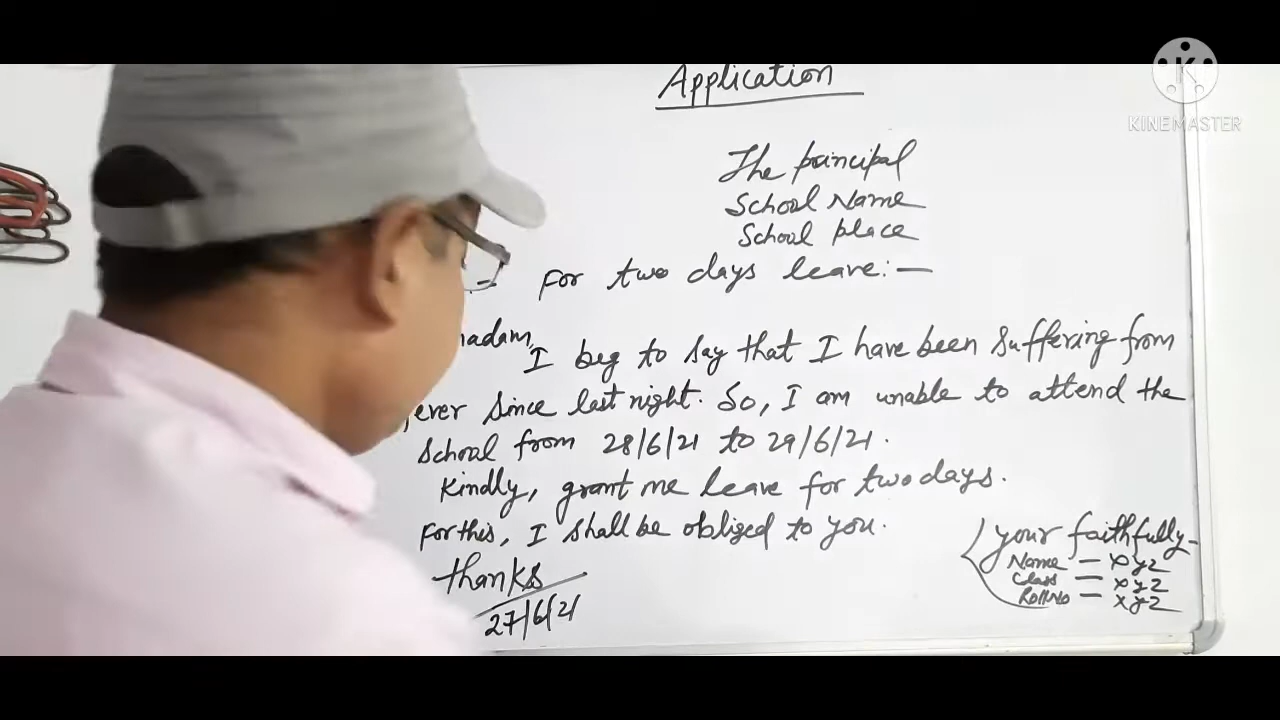 KINEMASTER
Application
The principal
School Name
School place
For two days leave:—
madam,
I beg to say that I have been suffering from
ever since last night. So, I am unable to attend the
School from 28/6/21 to 29/6/21.
Kindly, grant me leave for two days.
For this, I shall be obliged to you.
your faithfully-
Name — xyz
Class — xyz
Rollno — xyz
Thanks
27/6/21